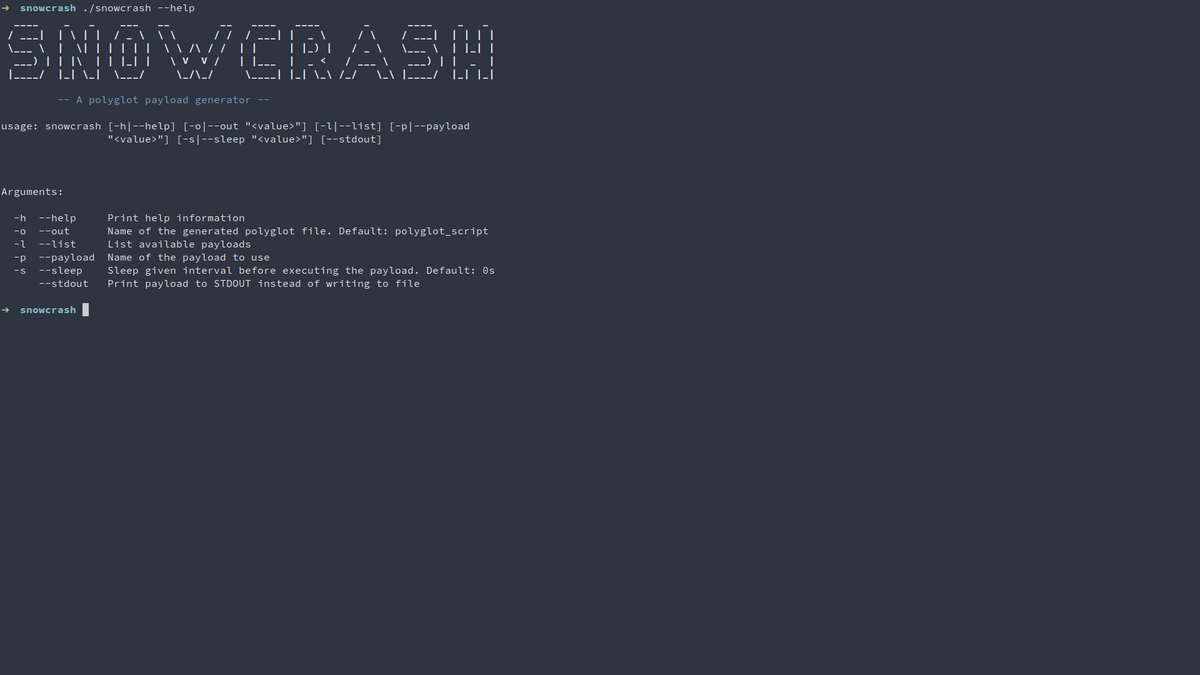 ➜ snowcrash ./snowcrash --help
SNOWCRASH
-- A polyglot payload generator --
usage: snowcrash [-h|--help] [-o|--out "<value>"] [-l|--list] [-p|--payload
"<value>"] [-s|--sleep "<value>"] [--stdout]
Arguments:
-h --help Print help information
-o --out Name of the generated polyglot file. Default: polyglot_script
-l --list List available payloads
-p --payload Name of the payload to use
-s --sleep Sleep given interval before executing the payload. Default: 0s
--stdout Print payload to STDOUT instead of writing to file
➜ snowcrash